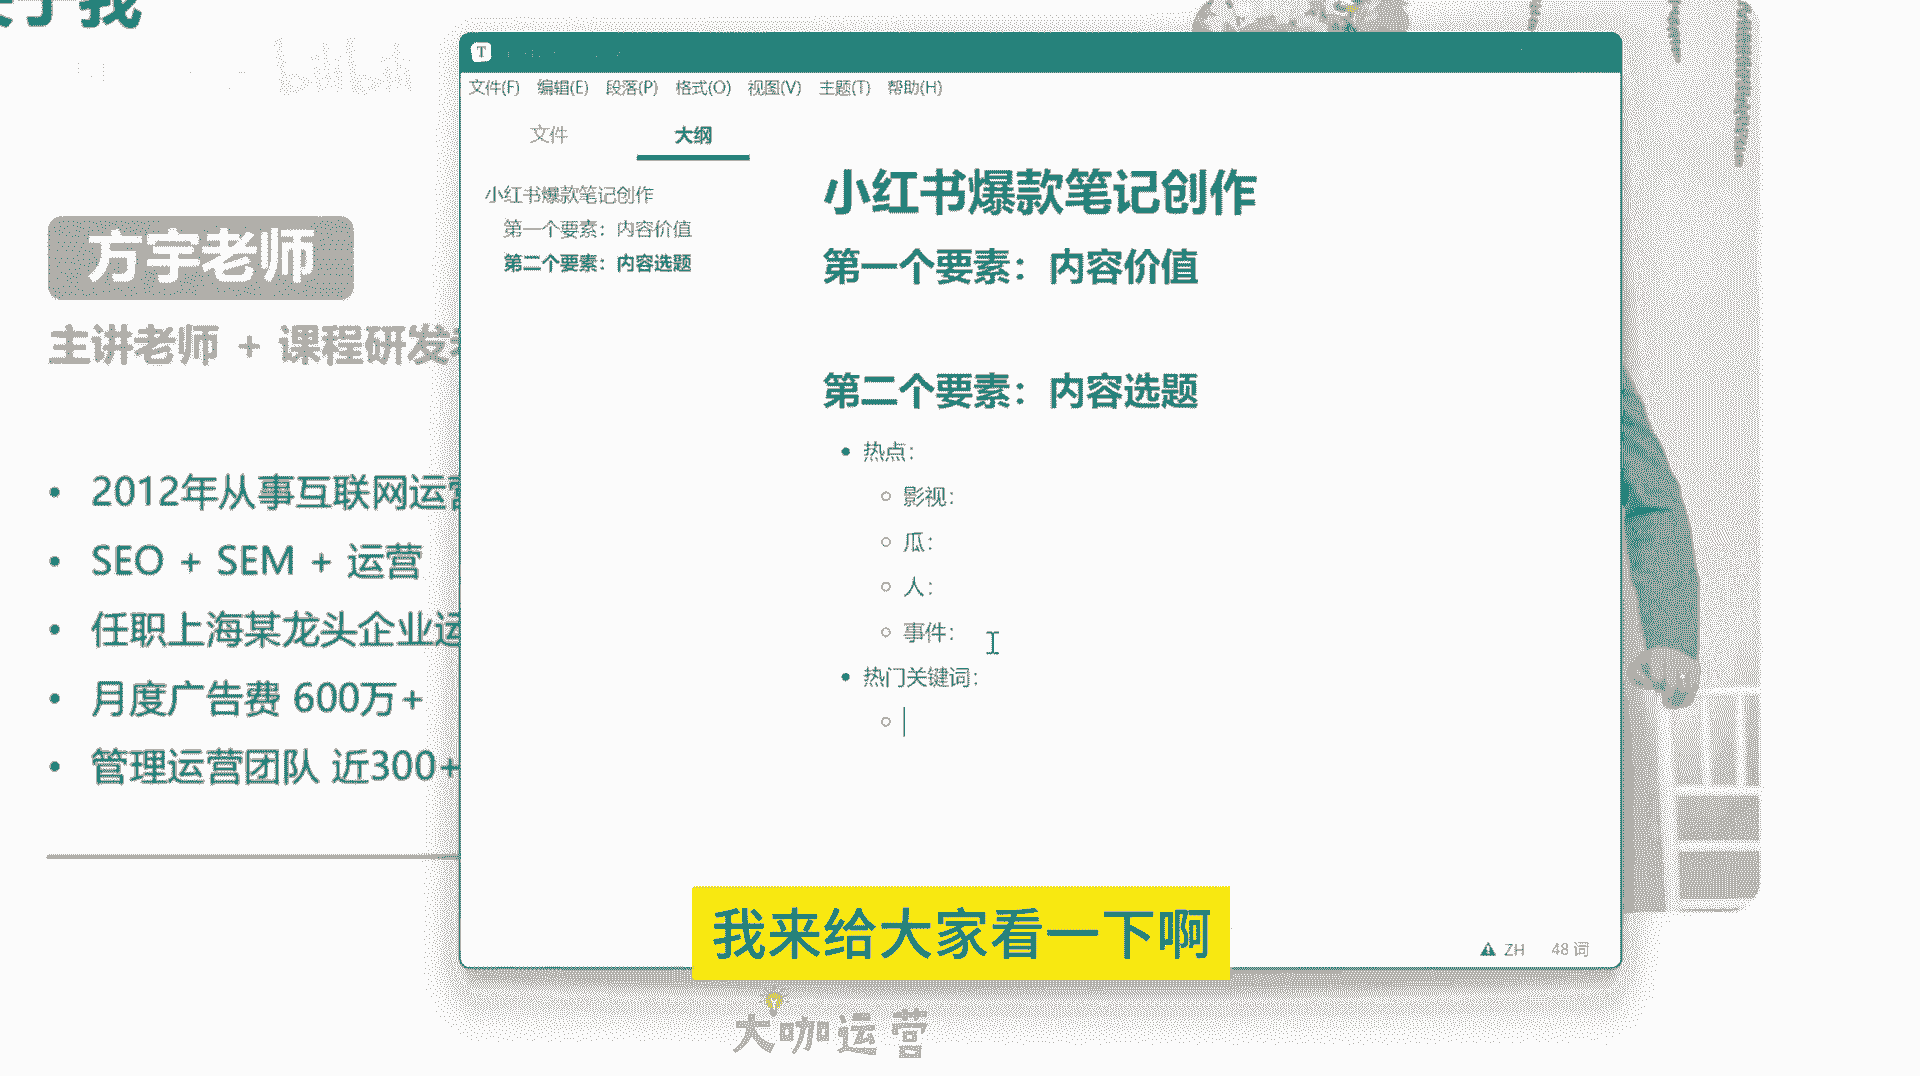 关于我
bilibili
方宇老师
主讲老师 + 课程研发
2012年从事互联网运营
SEO + SEM + 运营
任职上海某龙头企业运
月度广告费 600万+
管理运营团队 近300+
T
文件(F) 编辑(E) 段落(P) 格式(O) 视图(V) 主题(T) 帮助(H)
文件 大纲
小红书爆款笔记创作
第一个要素：内容价值
第二个要素：内容选题
小红书爆款笔记创作
第一个要素：内容价值
第二个要素：内容选题
热点：
影视：
瓜：
人：
事件：
热门关键词：
ZH 48 词
我来给大家看一下啊
大咖运营